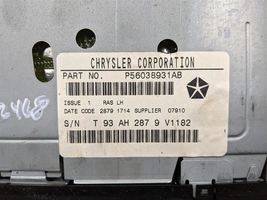 CHRYSLER CORPORATION
PART NO. P56038931AB
ISSUE 1 RAS LH
DATE CODE 2879 1714 SUPPLIER 07910
S/N T 93 AH 287 9 V1182
2468